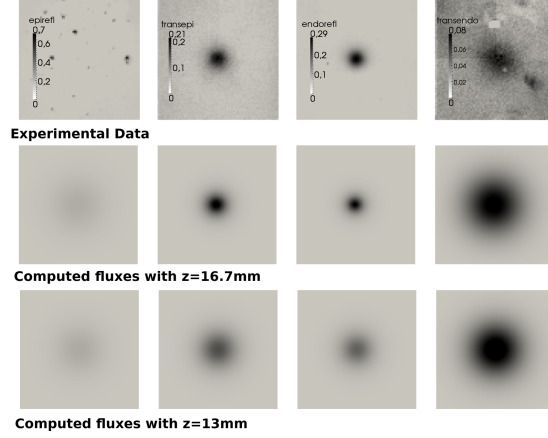 epirefl
0,7
0,6
0,4
0,2
0
transepi
0,21
0,2
0,1
0
endorefl
0,29
0,2
0,1
0
transendo
0,08
0,06
0,04
0,02
0
Experimental Data
Computed fluxes with z=16.7mm
Computed fluxes with z=13mm